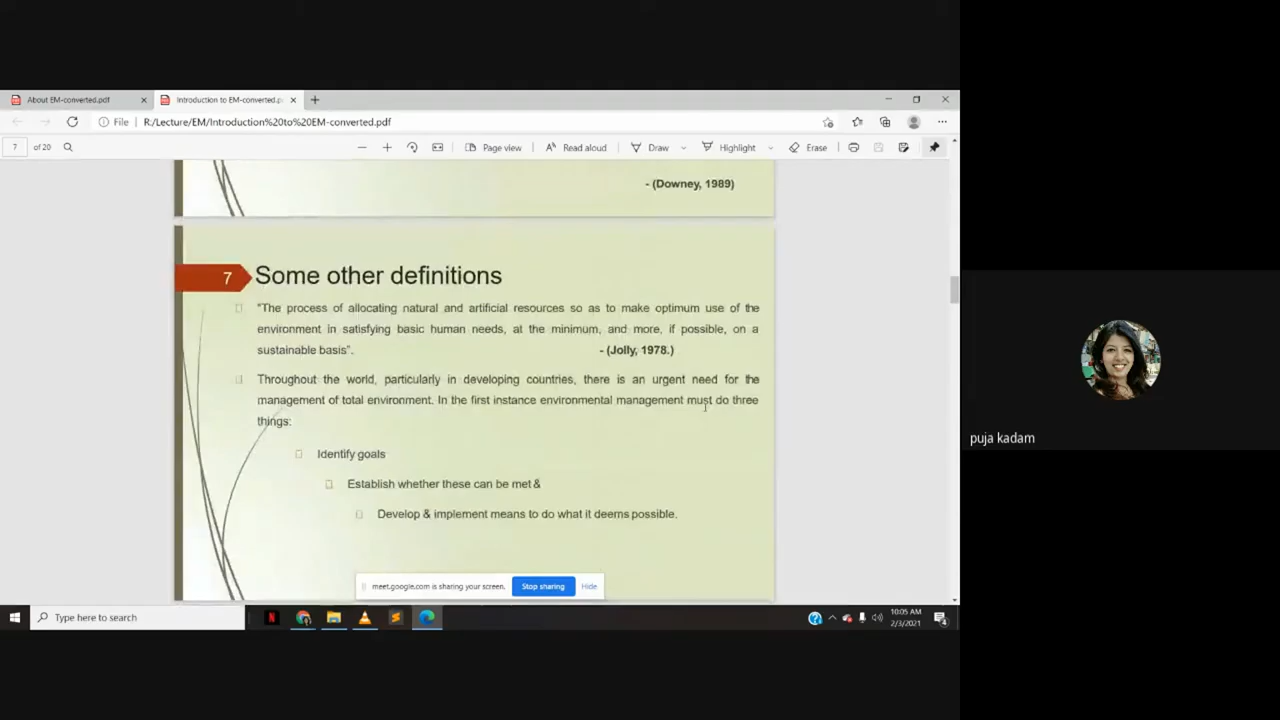 About EM-converted.pdf
Introduction to EM-converted.p
File
R:/Lecture/EM/Introduction%20to%20EM-converted.pdf
7 of 20
Page view
Read aloud
Draw
Highlight
Erase
- (Downey, 1989)
7
Some other definitions
"The process of allocating natural and artificial resources so as to make optimum use of the
environment in satisfying basic human needs, at the minimum, and more, if possible, on a
sustainable basis".
- (Jolly, 1978.)
Throughout the world, particularly in developing countries, there is an urgent need for the
management of total environment. In the first instance environmental management must do three
things:
Identify goals
Establish whether these can be met &
Develop & implement means to do what it deems possible.
puja kadam
meet.google.com is sharing your screen.
Stop sharing
Hide
Type here to search
10:05 AM
2/3/2021